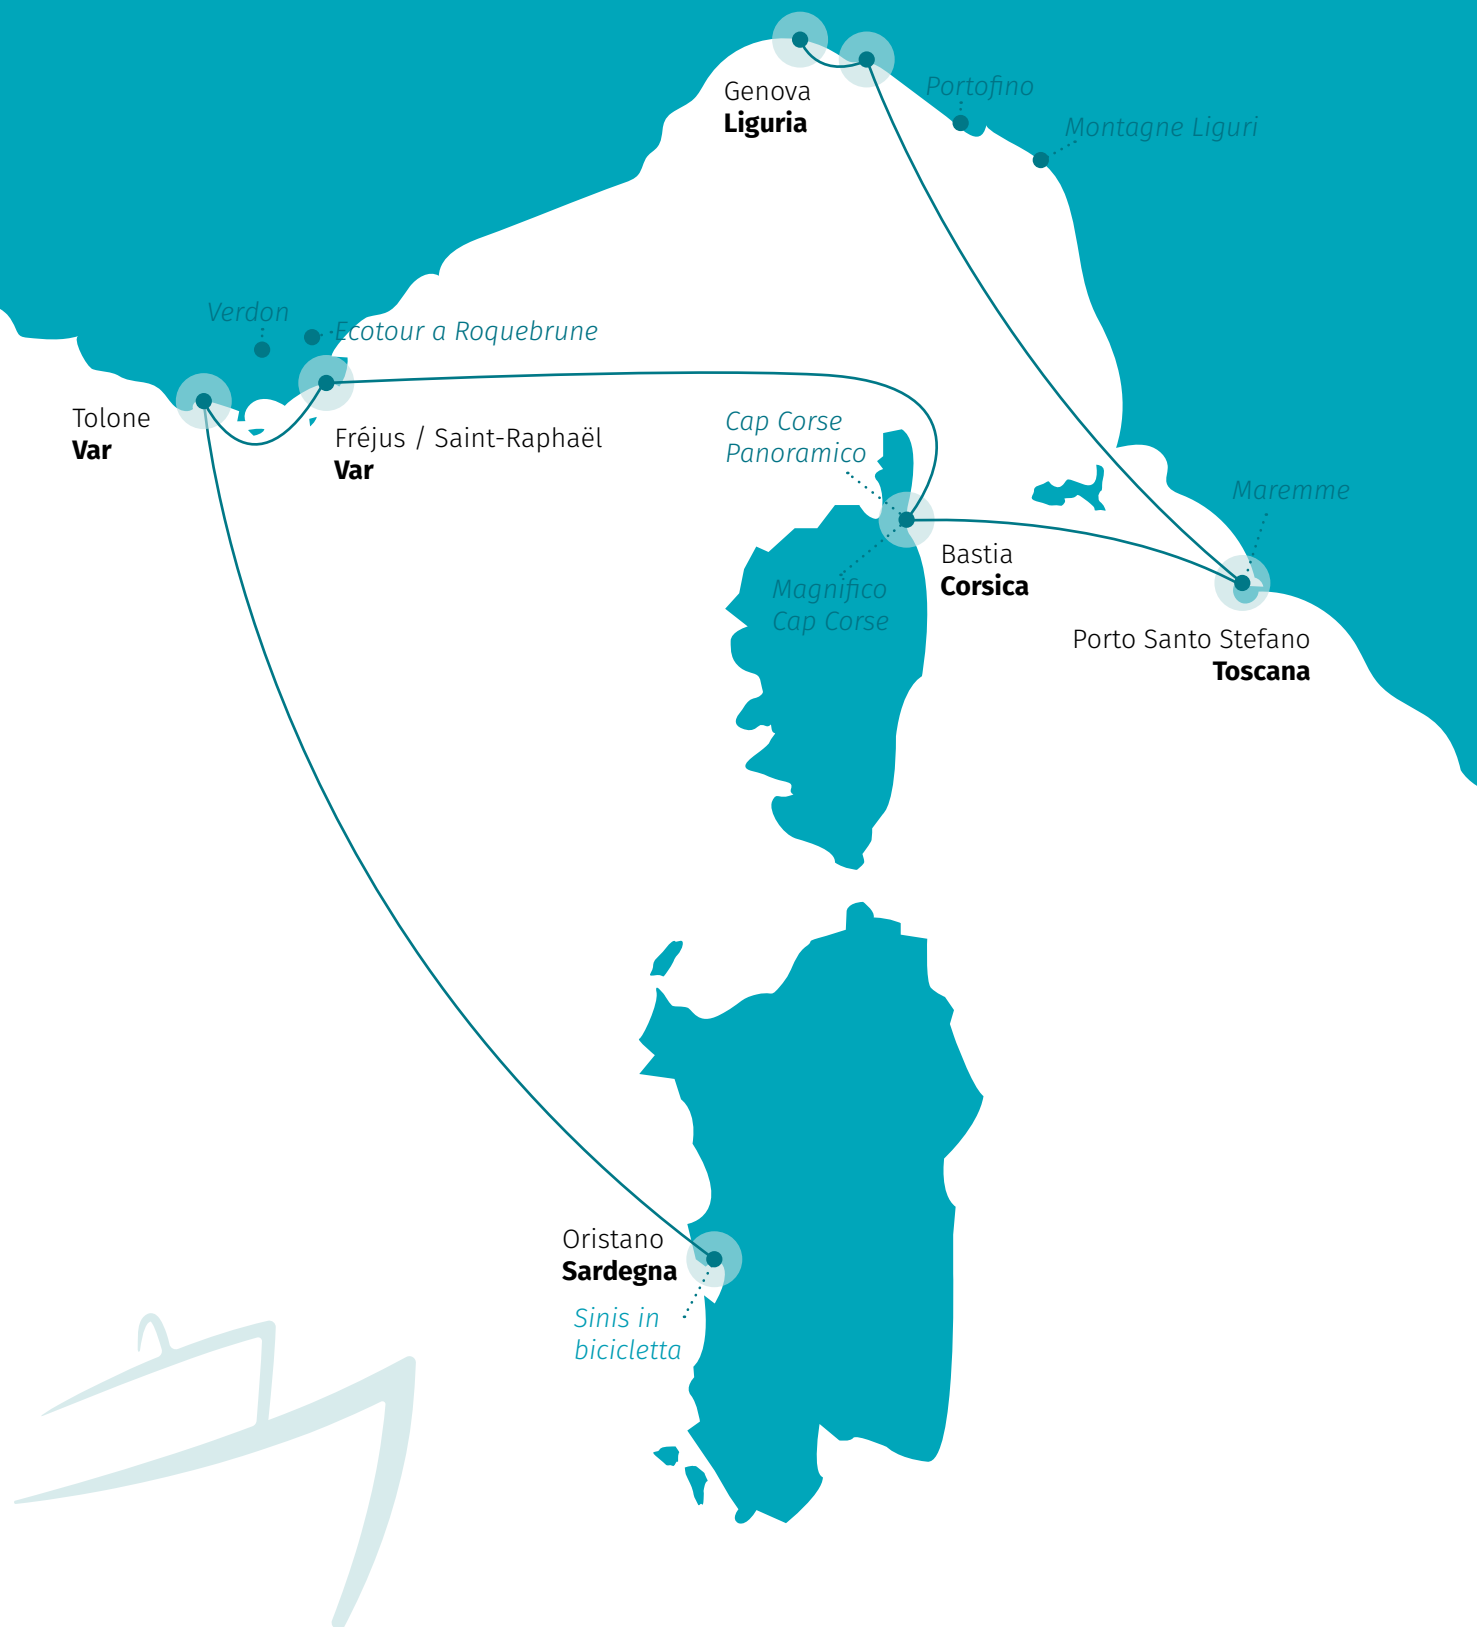 Portofino
Genova
Liguria
Montagne Liguri
Verdon
Ecotour a Roquebrune
Tolone
Var
Fréjus / Saint-Raphaël
Var
Cap Corse
Panoramico
Maremme
Bastia
Corsica
Magnifico
Cap Corse
Porto Santo Stefano
Toscana
Oristano
Sardegna
Sinis in
bicicletta